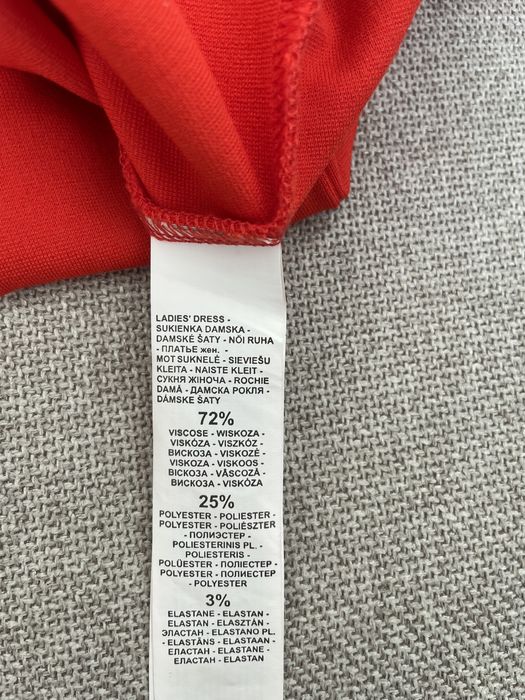 LADIES' DRESS -
SUKIENKA DAMSKA -
DAMSKÉ ŠATY - NŐI RUHA
- ПЛАТЬЕ жен. -
MOT SUKNELĖ - SIEVIEŠU
KLEITA - NAISTE KLEIT -
СУКНЯ ЖІНОЧА - ROCHIE
DAMĂ - ДАМСКА РОКЛЯ -
DÁMSKE ŠATY
72%
VISCOSE - WISKOZA -
VISKÓZA - VISZKÓZ -
ВИСКОЗА - VISKOZĖ -
VISKOZA - VISKOOS -
ВІСКОЗА - VÂSCOZĂ -
ВИСКОЗА - VISKÓZA
25%
POLYESTER - POLIESTER -
POLYESTER - POLIÉSZTER
- ПОЛИЭСТЕР -
POLIESTERINIS PL. -
POLIESTERIS -
POLÜESTER - ПОЛІЕСТЕР -
POLYESTER - ПОЛИЕСТЕР
- POLYESTER
3%
ELASTANE - ELASTAN -
ELASTAN - ELASZTÁN -
ЭЛАСТАН - ELASTANO PL.
- ELASTĀNS - ELASTAAN -
ЕЛАСТАН - ELASTANE -
ЕЛАСТАН - ELASTAN